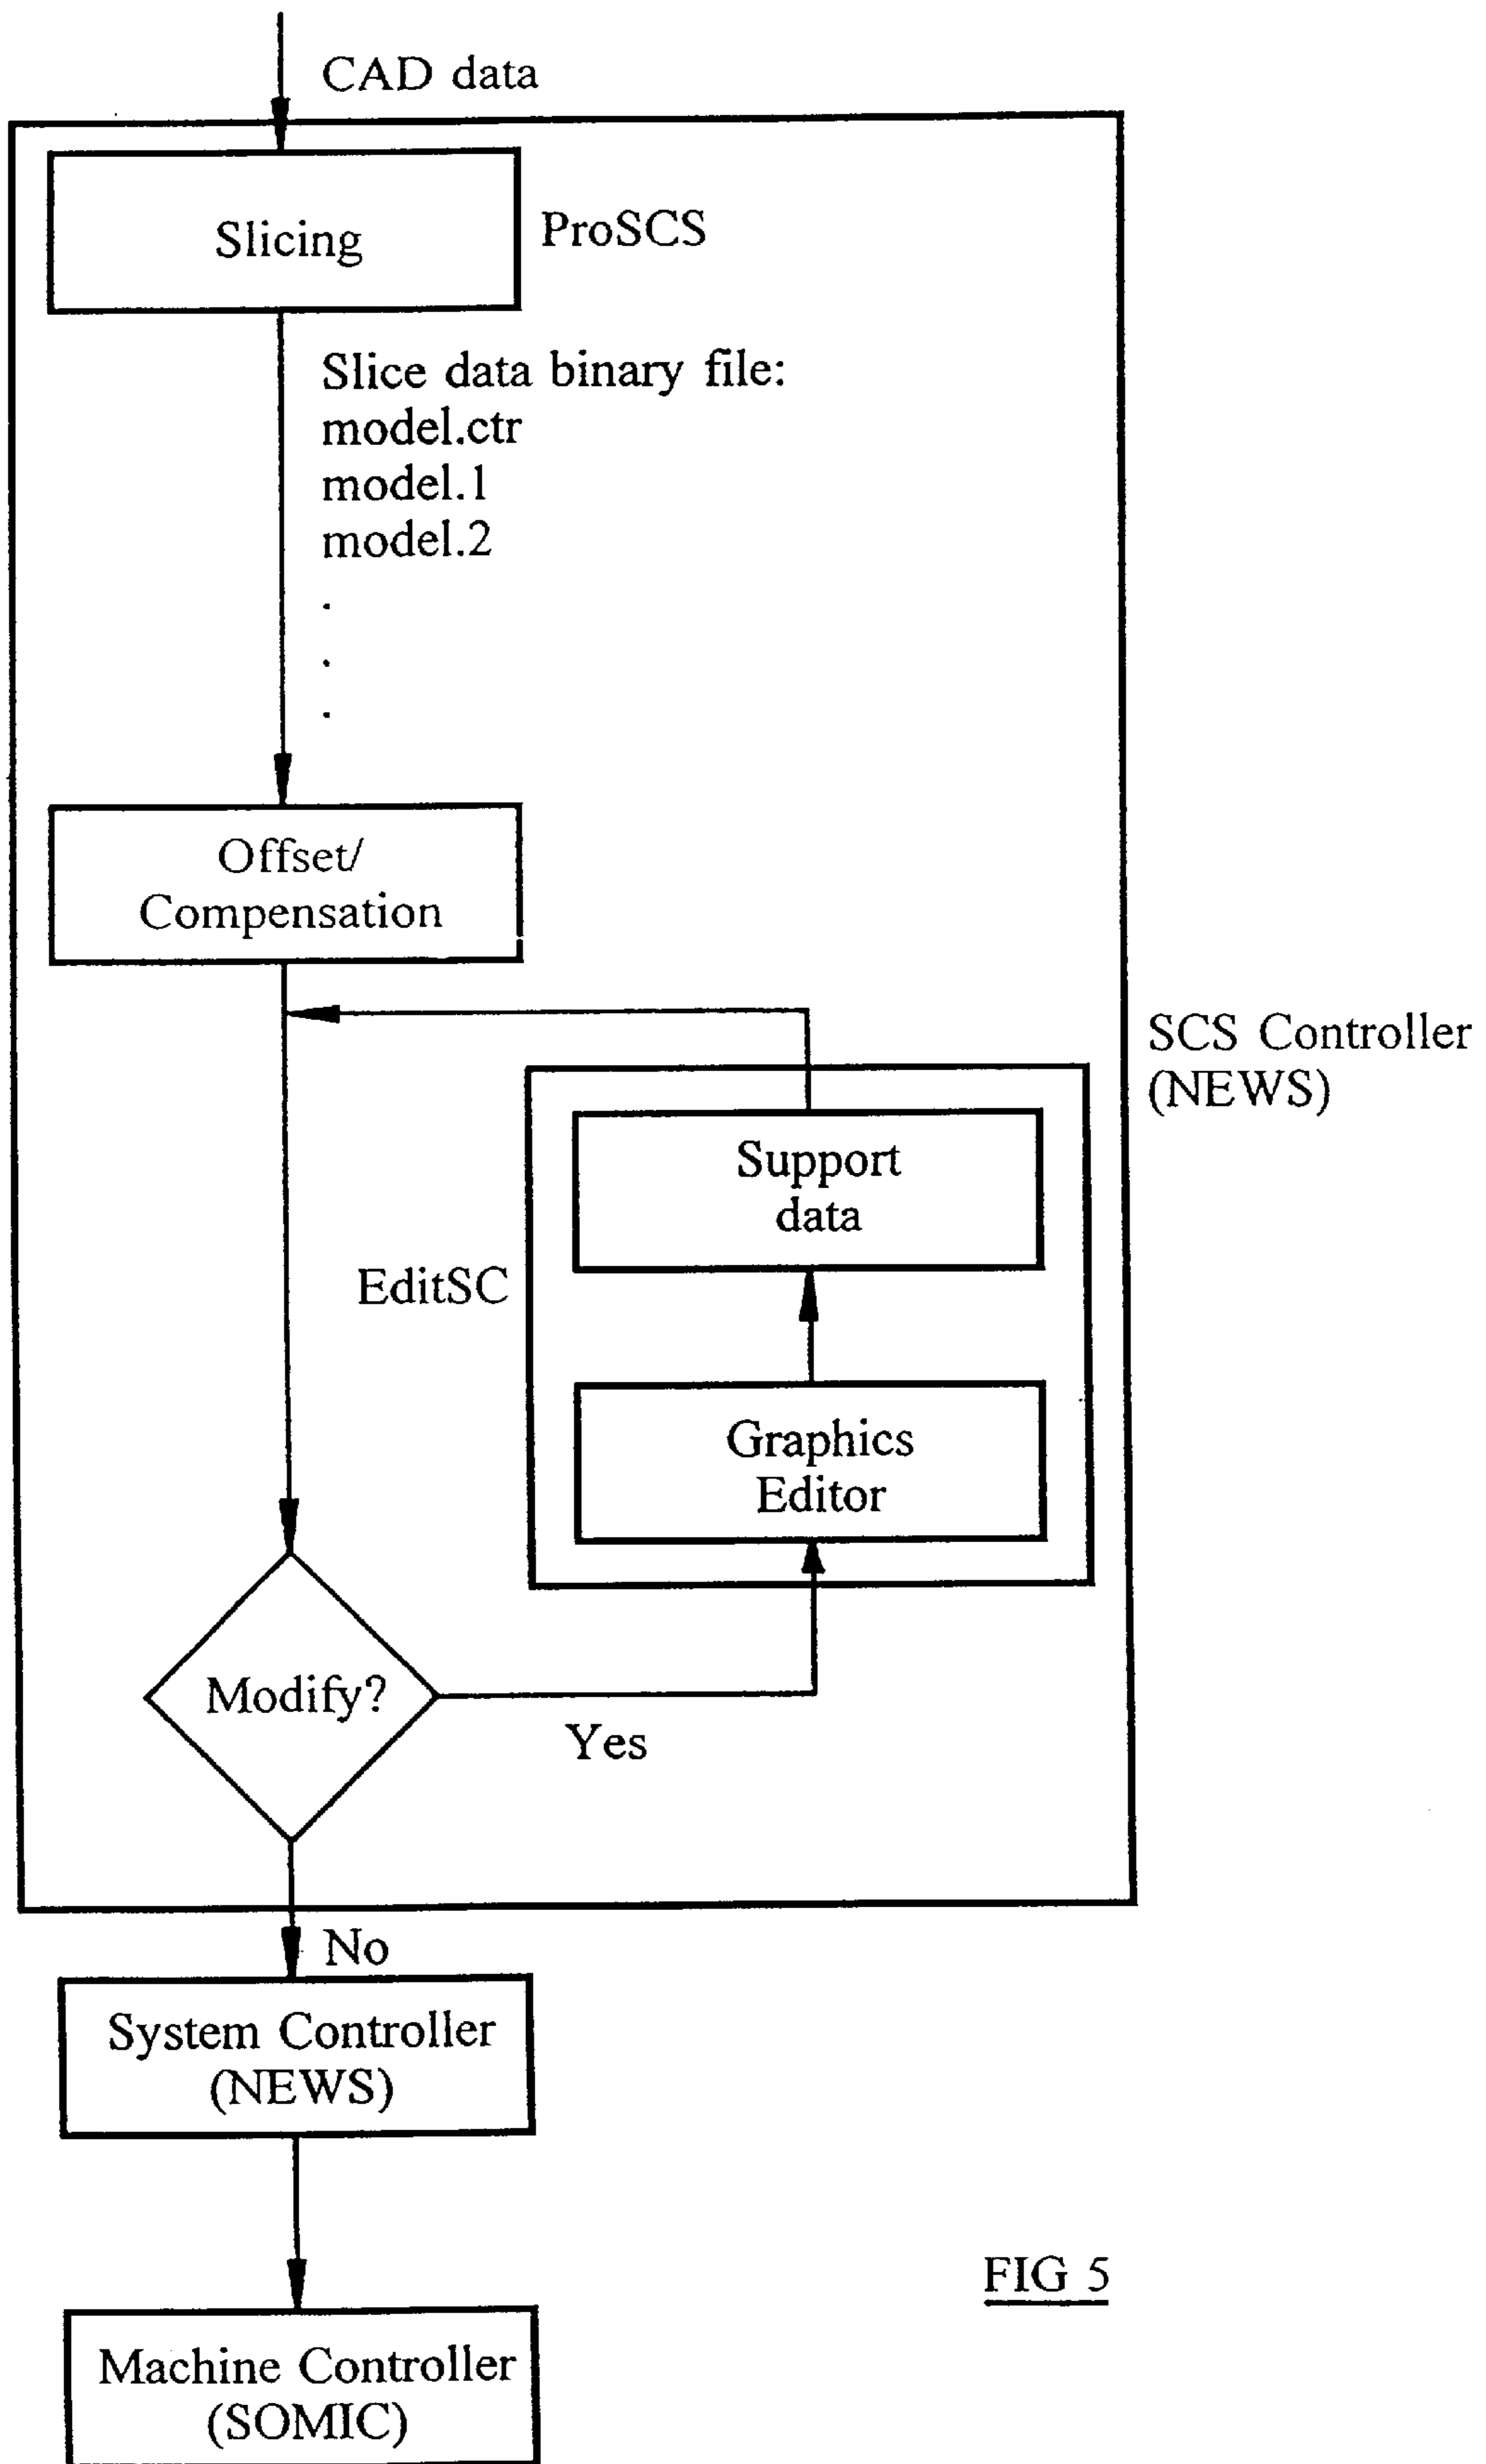 CAD data
Slicing
ProSCS
Slice data binary file:
model.ctr
model.1
model.2
.
.
.
Offset/
Compensation
SCS Controller
(NEWS)
Support
data
EditSC
Graphics
Editor
Modify?
Yes
No
System Controller
(NEWS)
FIG 5
Machine Controller
(SOMIC)